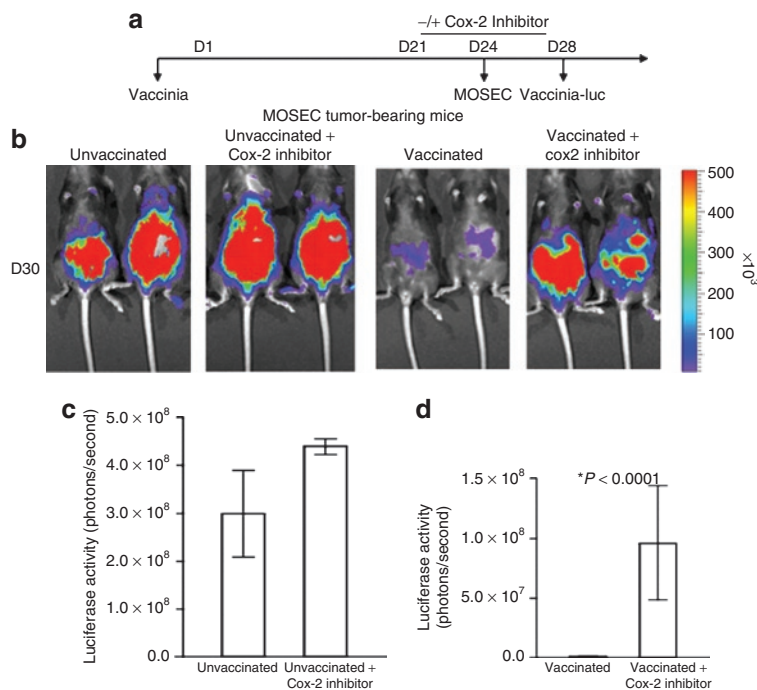 a
−/+ Cox-2 Inhibitor
D1
D21
D24
D28
Vaccinia
MOSEC
Vaccinia-luc
MOSEC tumor-bearing mice
b
Unvaccinated
Unvaccinated +
Cox-2 inhibitor
Vaccinated
Vaccinated +
cox2 inhibitor
D30
500
400
300
200
100
×10³
c
Luciferase activity (photons/second)
5.0 × 10⁸
4.0 × 10⁸
3.0 × 10⁸
2.0 × 10⁸
1.0 × 10⁸
0.0
Unvaccinated
Unvaccinated +
Cox-2 inhibitor
d
Luciferase activity
(photons/second)
1.5 × 10⁸
1.0 × 10⁸
5.0 × 10⁷
0.0
*P < 0.0001
Vaccinated
Vaccinated +
Cox-2 inhibitor